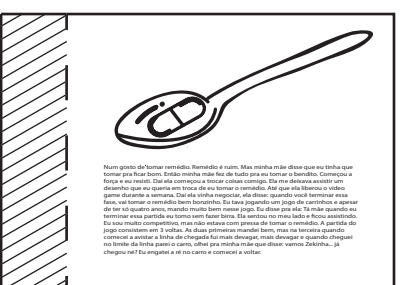 Num gosto de tomar remédio. Remédio é ruim. Mas minha mãe disse que eu tinha que
tomar pra ficar bom. Então minha mãe fez de tudo pra eu tomar o bendito. Começou a
força e eu resisti. Daí ela começou a trocar coisas comigo. Ela me deixava assistir um
desenho que eu queria em troca de eu tomar o remédio. Até que ela liberou o vídeo
game durante a semana. Daí ela vinha negociar, ela disse: quando você terminar essa
fase, vai tomar o remédio bem bonzinho. Eu tava jogando um jogo de carrinhos e apesar
de ter só quatro anos, mando muito bem nesse jogo. Eu disse pra ela: Tá mãe quando eu
terminar essa partida eu tomo sem fazer birra. Ela sentou no meu lado e ficou assistindo.
Eu sou muito competitivo, mas não estava com pressa de tomar o remédio. A partida do
jogo consistem em 3 voltas. As duas primeiras mandei bem, mas na terceira quando
comecei a avistar a linha de chegada fui mais devagar, mais devagar e quando cheguei
no limite da linha parei o carro, olhei pra minha mãe que disse: vamos Zekinha... já
chegou né? Eu engatei a ré no carro e comecei a voltar.